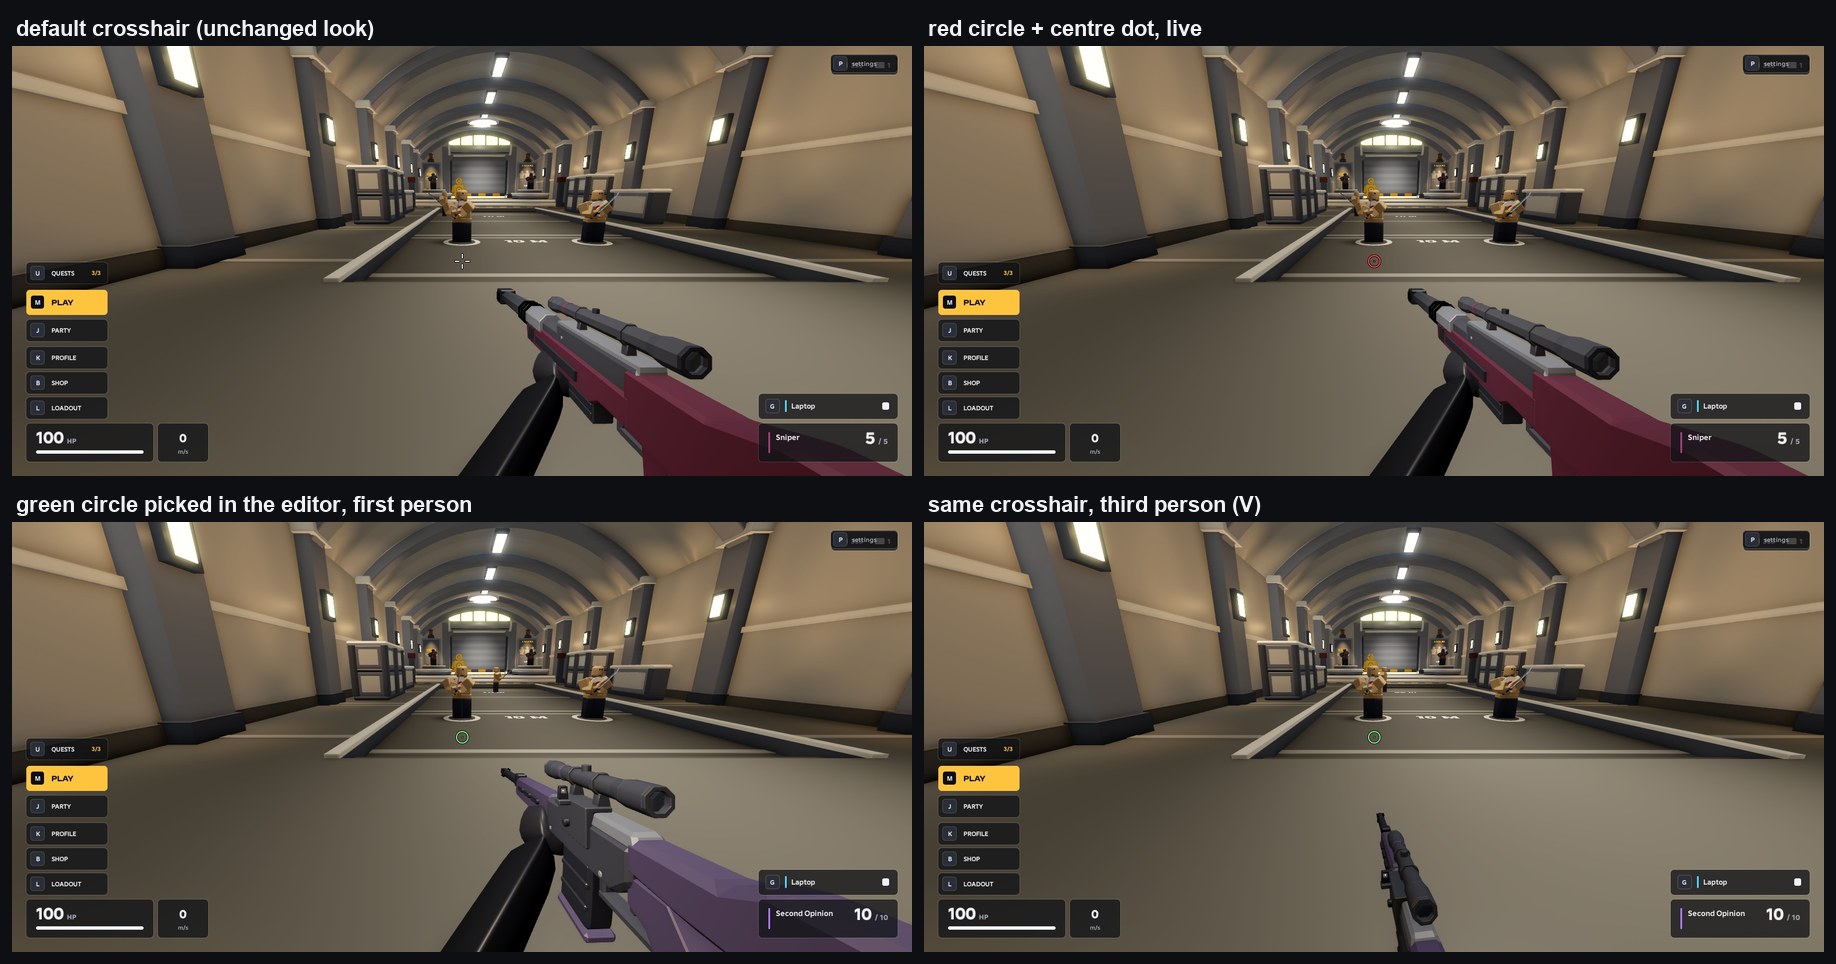 default crosshair (unchanged look)
P settings
10 M
U QUESTS 3/3
M PLAY
J PARTY
K PROFILE
B SHOP
L LOADOUT
100 HP
0
m/s
G Laptop
Sniper 5 / 5
red circle + centre dot, live
P settings
10 M
U QUESTS 3/3
M PLAY
J PARTY
K PROFILE
B SHOP
L LOADOUT
100 HP
0
m/s
G Laptop
Sniper 5 / 5
green circle picked in the editor, first person
P settings
10 M
U QUESTS 3/3
M PLAY
J PARTY
K PROFILE
B SHOP
L LOADOUT
100 HP
0
m/s
G Laptop
Second Opinion 10 / 10
same crosshair, third person (V)
P settings
10 M
U QUESTS 3/3
M PLAY
J PARTY
K PROFILE
B SHOP
L LOADOUT
100 HP
0
m/s
G Laptop
Second Opinion 10 / 10